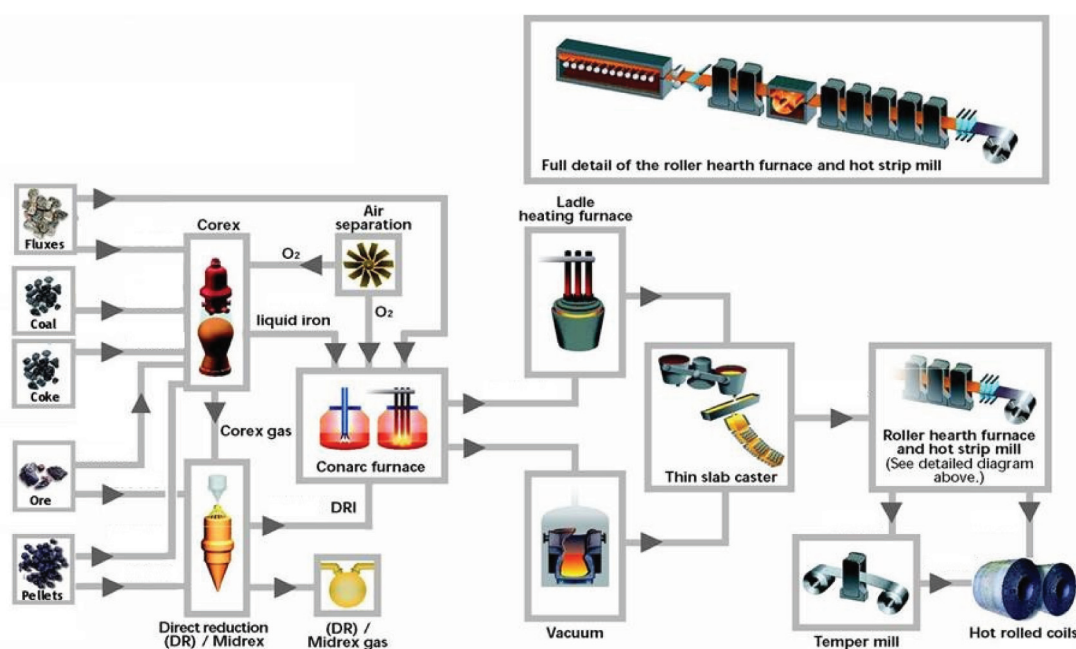 Full detail of the roller hearth furnace and hot strip mill
Fluxes
Coal
Coke
Ore
Pellets
Corex
Air
separation
O₂
O₂
liquid iron
Corex gas
Conarc furnace
DRI
Direct reduction
(DR) / Midrex
(DR) /
Midrex gas
Ladle
heating furnace
Vacuum
Thin slab caster
Roller hearth furnace
and hot strip mill
(See detailed diagram
above.)
Temper mill
Hot rolled coils